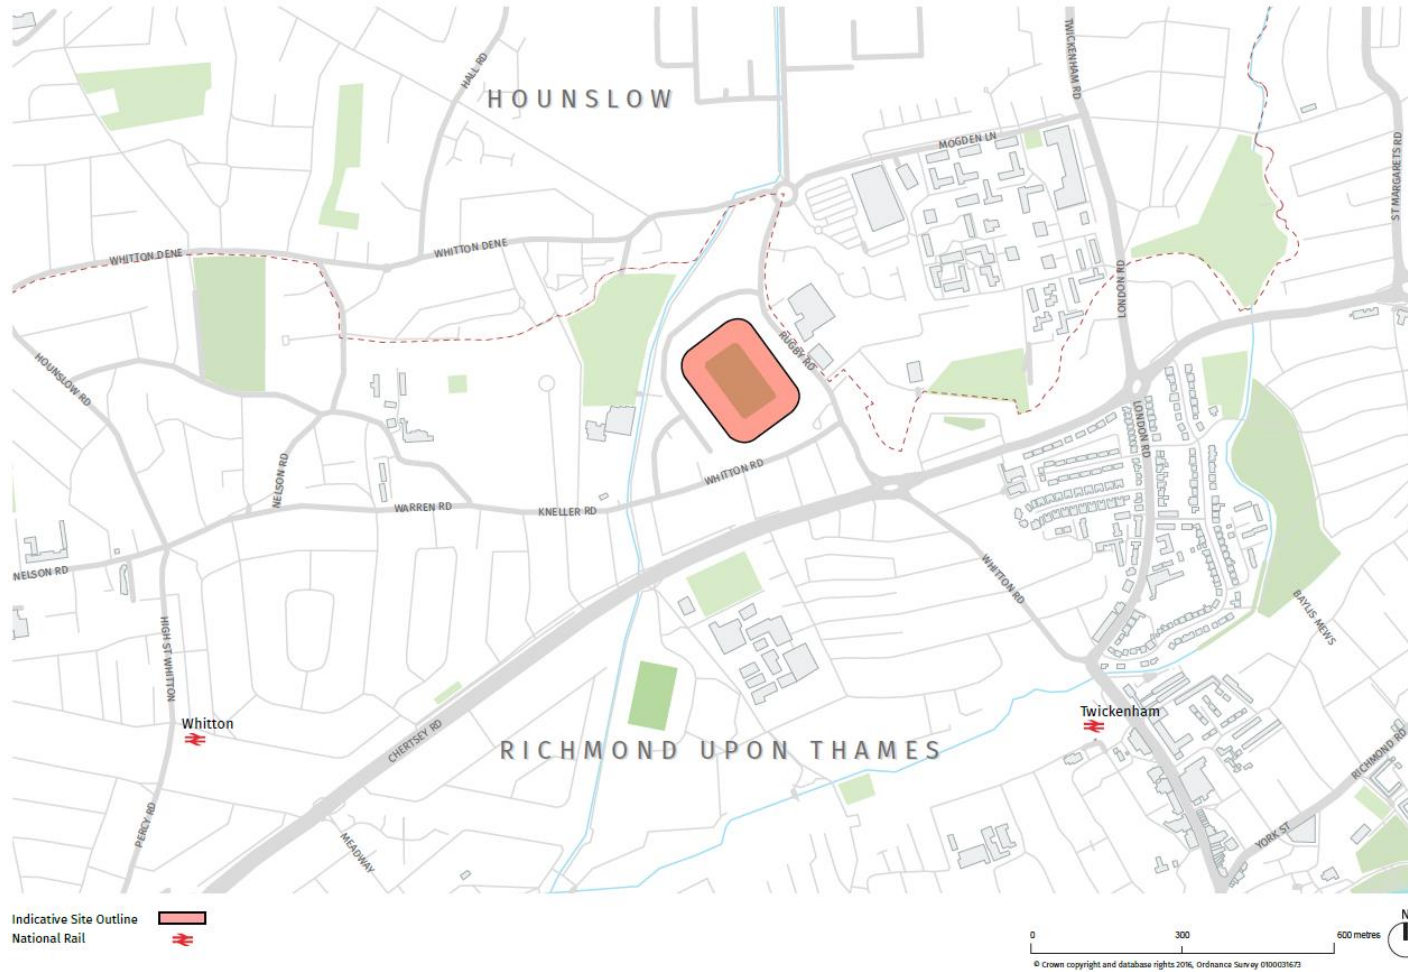 HALL RD
HOUNSLOW
TWICKENHAM RD
MOGDEN LN
ST MARGARETS RD
WHITTON DENE
WHITTON DENE
LONDON RD
HOUNSLOW RD
RUGBY RD
LONDON RD
NELSON RD
WHITTON RD
WARREN RD
KNELLER RD
NELSON RD
WHITTON RD
BAYLIS MEWS
HIGH ST WHITTON
Whitton
Twickenham
CHERTSEY RD
RICHMOND UPON THAMES
RICHMOND RD
PERCY RD
MEADWAY
YORK ST
Indicative Site Outline
National Rail
0 300 600 metres
N
© Crown copyright and database rights 2016, Ordnance Survey 0100031673